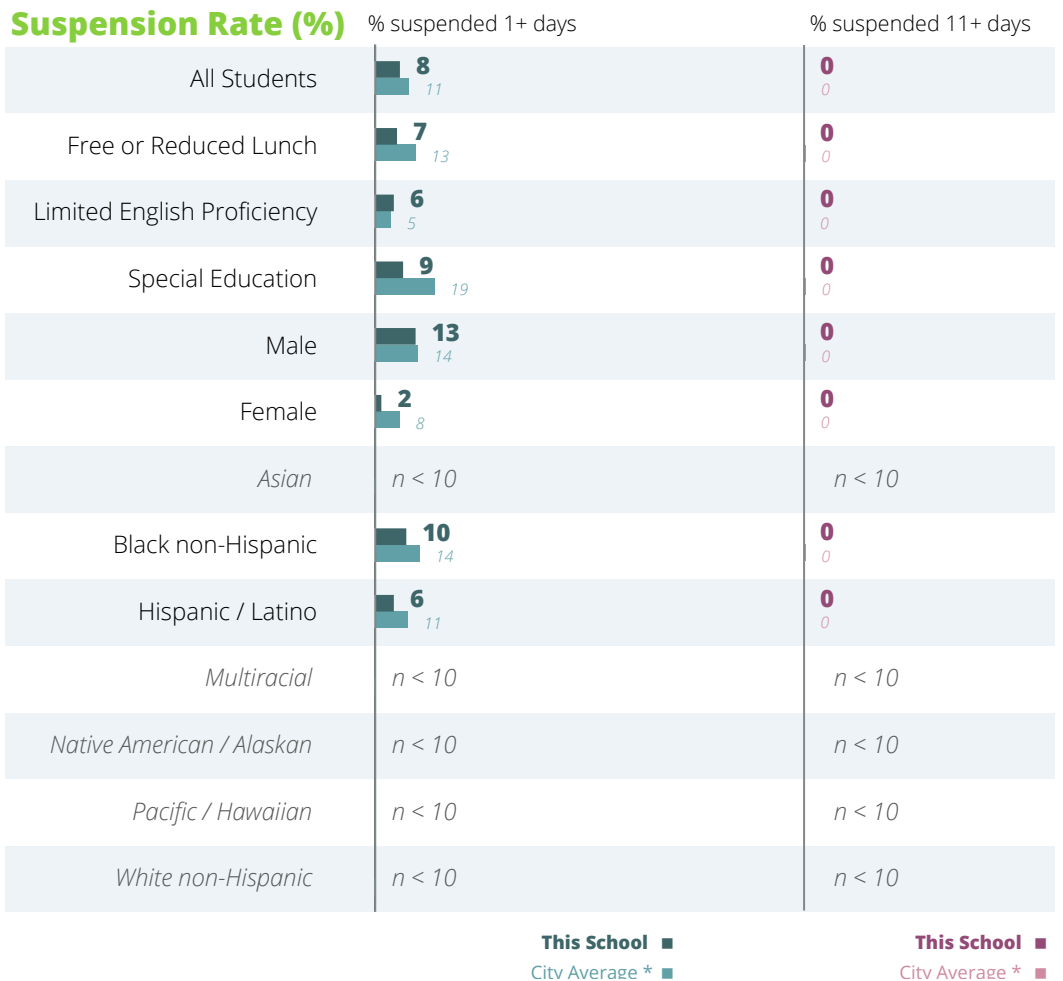 Suspension Rate (%) % suspended 1+ days % suspended 11+ days
All Students 8 0
11 0
Free or Reduced Lunch 7 0
13 0
Limited English Proficiency 6 0
5 0
Special Education 9 0
19 0
Male 13 0
14 0
Female 2 0
8 0
Asian n < 10 n < 10
Black non-Hispanic 10 0
14 0
Hispanic / Latino 6 0
11 0
Multiracial n < 10 n < 10
Native American / Alaskan n < 10 n < 10
Pacific / Hawaiian n < 10 n < 10
White non-Hispanic n < 10 n < 10
This School This School
City Average * City Average *